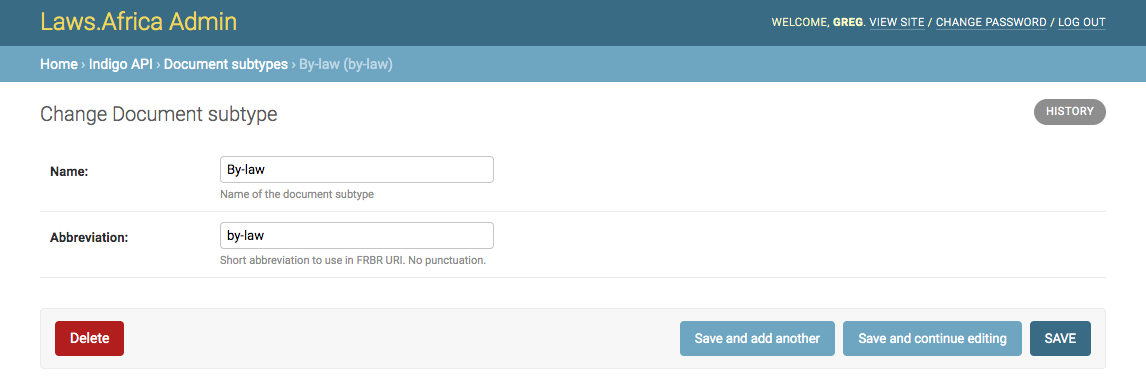 Laws.Africa Admin
WELCOME, GREG. VIEW SITE / CHANGE PASSWORD / LOG OUT
Home › Indigo API › Document subtypes › By-law (by-law)
Change Document subtype
HISTORY
Name:
By-law
Name of the document subtype
Abbreviation:
by-law
Short abbreviation to use in FRBR URI. No punctuation.
Delete
Save and add another
Save and continue editing
SAVE